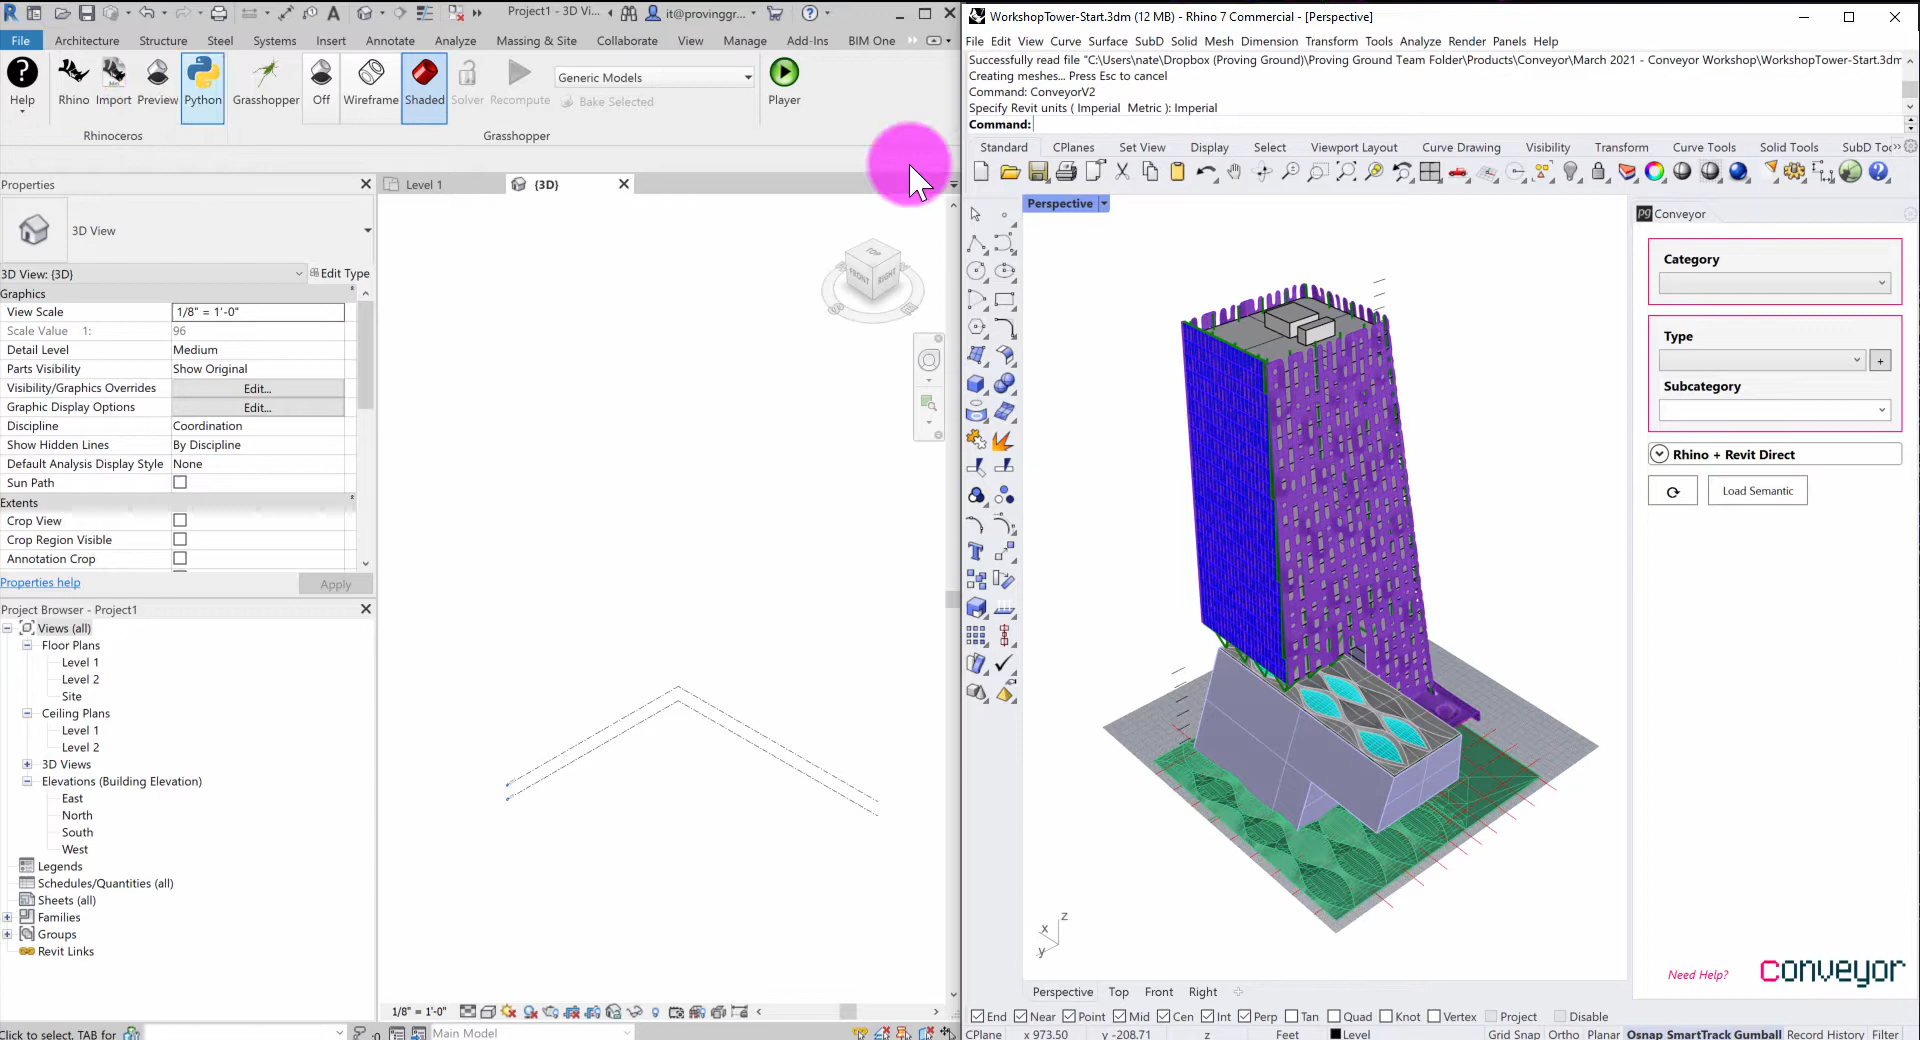 Project1 - 3D Vi...
it@provinggr...
File
Architecture
Structure
Steel
Systems
Insert
Annotate
Analyze
Massing & Site
Collaborate
View
Manage
Add-Ins
BIM One
Help
Rhino
Import
Preview
Python
Grasshopper
Off
Wireframe
Shaded
Solver
Recompute
Generic Models
Bake Selected
Player
Rhinoceros
Grasshopper
Properties
Level 1
{3D}
3D View
3D View: {3D}
Edit Type
Graphics
View Scale
1/8" = 1'-0"
Scale Value 1:
96
Detail Level
Medium
Parts Visibility
Show Original
Visibility/Graphics Overrides
Edit...
Graphic Display Options
Edit...
Discipline
Coordination
Show Hidden Lines
By Discipline
Default Analysis Display Style
None
Sun Path
Extents
Crop View
Crop Region Visible
Annotation Crop
Properties help
Apply
Project Browser - Project1
Views (all)
Floor Plans
Level 1
Level 2
Site
Ceiling Plans
Level 1
Level 2
3D Views
Elevations (Building Elevation)
East
North
South
West
Legends
Schedules/Quantities (all)
Sheets (all)
Families
Groups
Revit Links
TOP
FRONT
RIGHT
1/8" = 1'-0"
Click to select, TAB for
:0
Main Model
WorkshopTower-Start.3dm (12 MB) - Rhino 7 Commercial - [Perspective]
File Edit View Curve Surface SubD Solid Mesh Dimension Transform Tools Analyze Render Panels Help
Successfully read file "C:\Users\nate\Dropbox (Proving Ground)\Proving Ground Team Folder\Products\Conveyor\March 2021 - Conveyor Workshop\WorkshopTower-Start.3dm
Creating meshes... Press Esc to cancel
Command: ConveyorV2
Specify Revit units ( Imperial Metric ): Imperial
Command:
Standard
CPlanes
Set View
Display
Select
Viewport Layout
Curve Drawing
Visibility
Transform
Curve Tools
Solid Tools
SubD Toc
Perspective
pg Conveyor
Category
Type
+
Subcategory
Rhino + Revit Direct
Load Semantic
z
x
y
Need Help?
conveyor
Perspective
Top
Front
Right
End
Near
Point
Mid
Cen
Int
Perp
Tan
Quad
Knot
Vertex
Project
Disable
CPlane
x 973.50
y -208.71
z
Feet
Level
Grid Snap
Ortho
Planar
Osnap
SmartTrack
Gumball
Record History
Filter